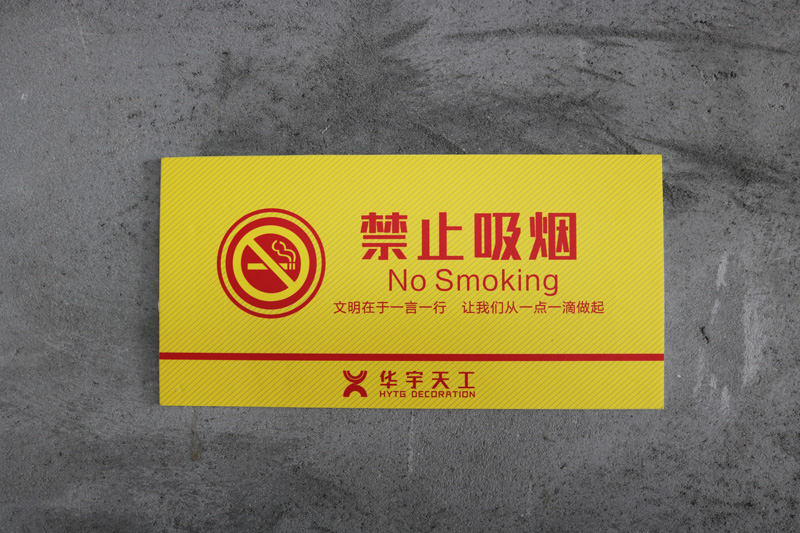 禁止吸烟
No Smoking
文明在于一言一行 让我们从一点一滴做起
华宇天工
HYTG DECORATION